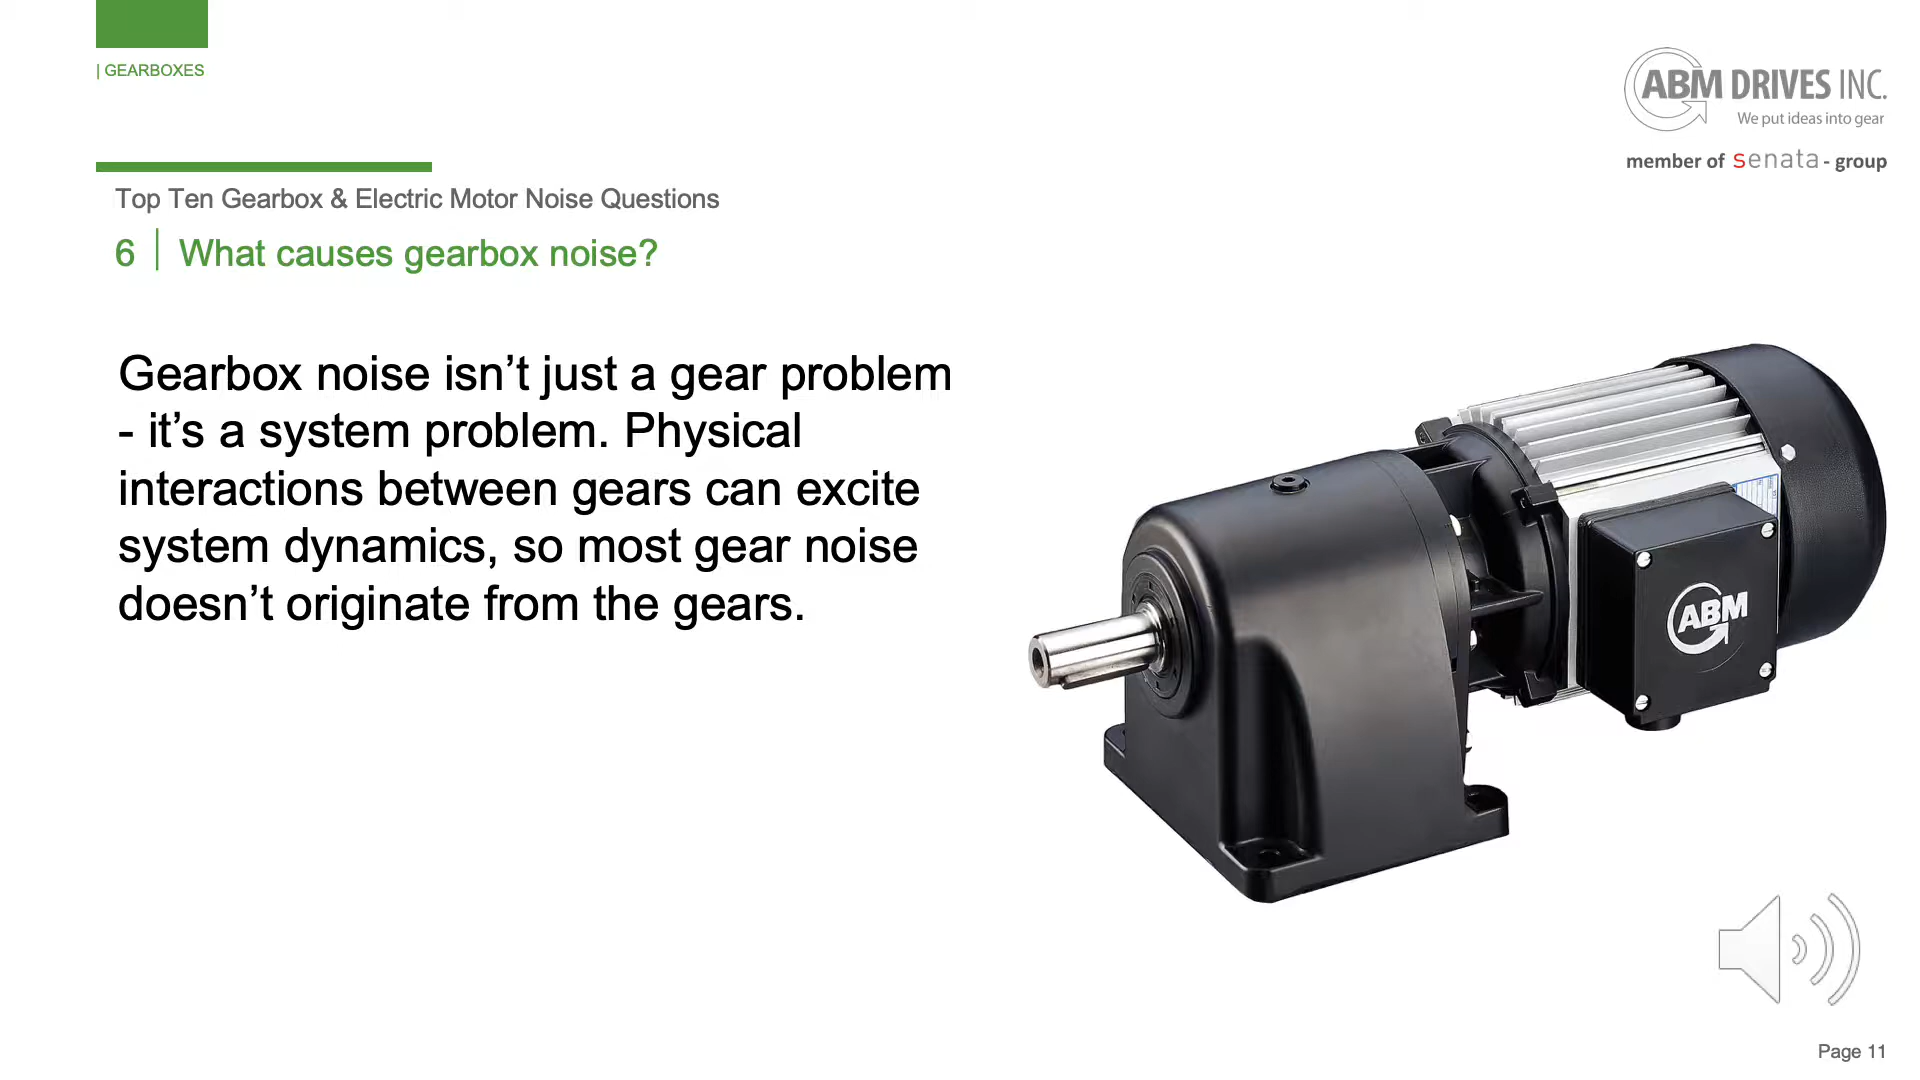 | GEARBOXES
ABM DRIVES INC.
We put ideas into gear
member of senata - group
Top Ten Gearbox & Electric Motor Noise Questions
6 | What causes gearbox noise?
Gearbox noise isn’t just a gear problem
- it’s a system problem. Physical
interactions between gears can excite
system dynamics, so most gear noise
doesn’t originate from the gears.
ABM
Page 11